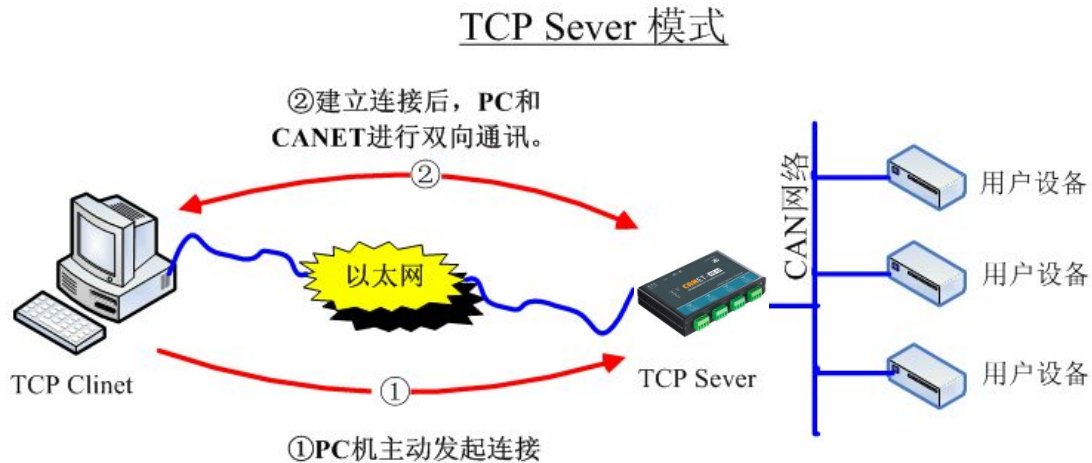 TCP Sever 模式
②建立连接后，PC和
CANET进行双向通讯。
②
以太网
CANET
CAN网络
用户设备
用户设备
用户设备
TCP Clinet
TCP Sever
①
①PC机主动发起连接